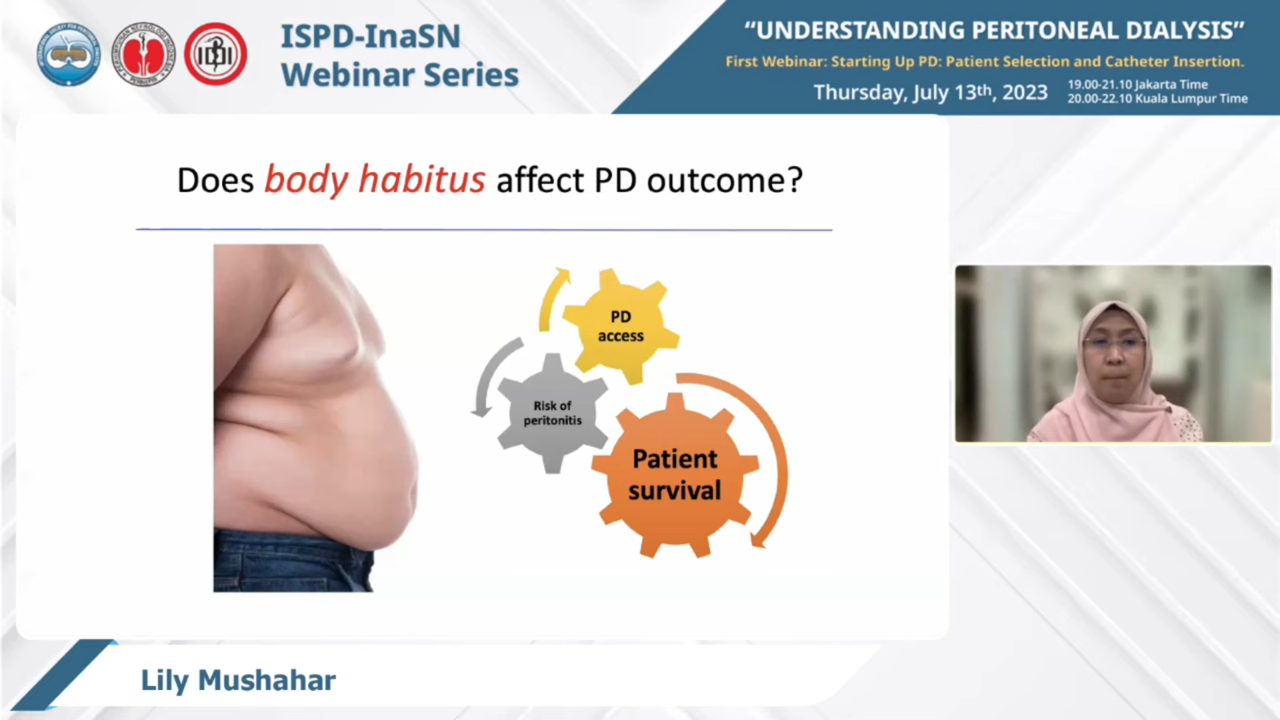 ISPD-InaSN
Webinar Series
“UNDERSTANDING PERITONEAL DIALYSIS”
First Webinar: Starting Up PD: Patient Selection and Catheter Insertion.
Thursday, July 13th, 2023
19.00-21.10 Jakarta Time
20.00-22.10 Kuala Lumpur Time
Does body habitus affect PD outcome?
PD
access
Risk of
peritonitis
Patient
survival
Lily Mushahar